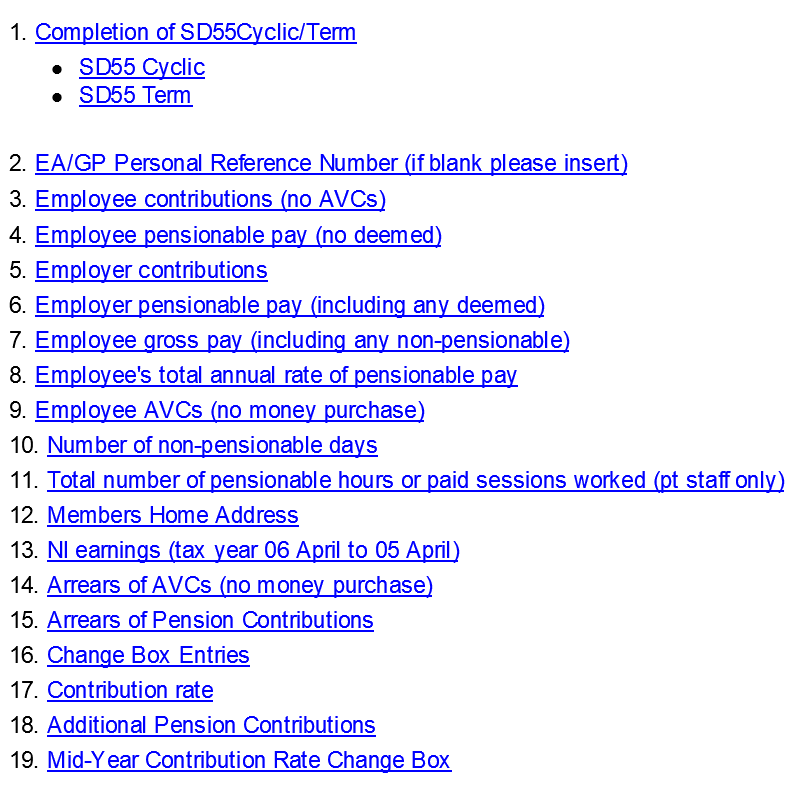 1. Completion of SD55Cyclic/Term
● SD55 Cyclic
● SD55 Term
2. EA/GP Personal Reference Number (if blank please insert)
3. Employee contributions (no AVCs)
4. Employee pensionable pay (no deemed)
5. Employer contributions
6. Employer pensionable pay (including any deemed)
7. Employee gross pay (including any non-pensionable)
8. Employee's total annual rate of pensionable pay
9. Employee AVCs (no money purchase)
10. Number of non-pensionable days
11. Total number of pensionable hours or paid sessions worked (pt staff only)
12. Members Home Address
13. NI earnings (tax year 06 April to 05 April)
14. Arrears of AVCs (no money purchase)
15. Arrears of Pension Contributions
16. Change Box Entries
17. Contribution rate
18. Additional Pension Contributions
19. Mid-Year Contribution Rate Change Box